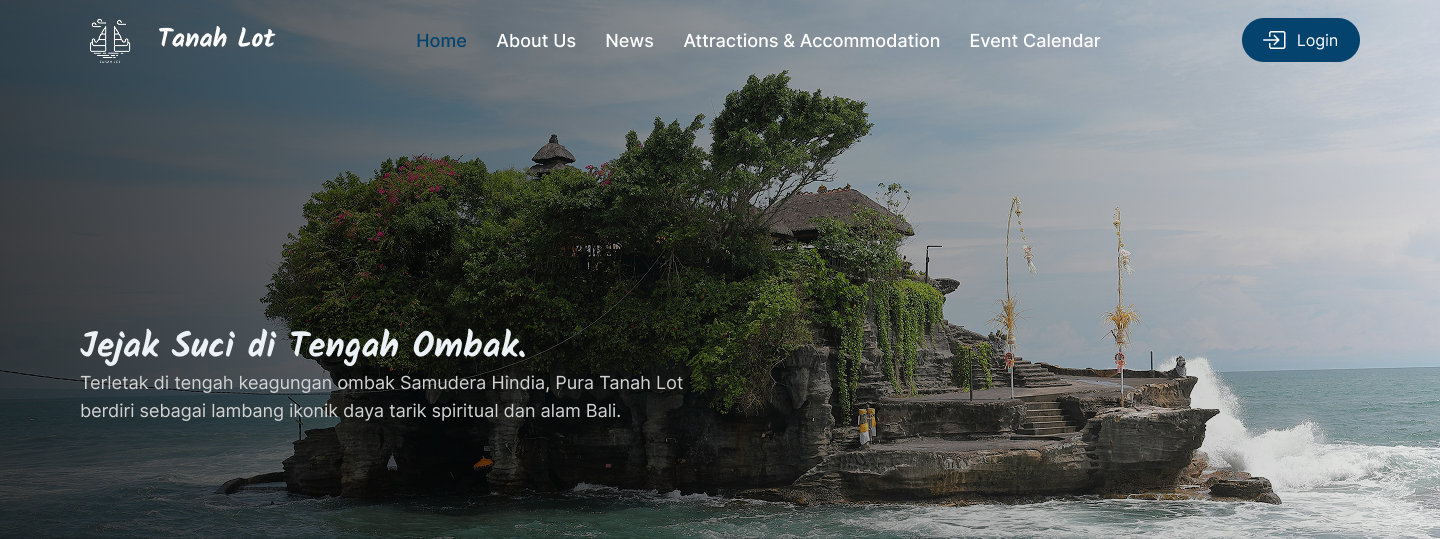 Tanah Lot
Home
About Us
News
Attractions & Accommodation
Event Calendar
Login
Jejak Suci di Tengah Ombak.
Terletak di tengah keagungan ombak Samudera Hindia, Pura Tanah Lot
berdiri sebagai lambang ikonik daya tarik spiritual dan alam Bali.